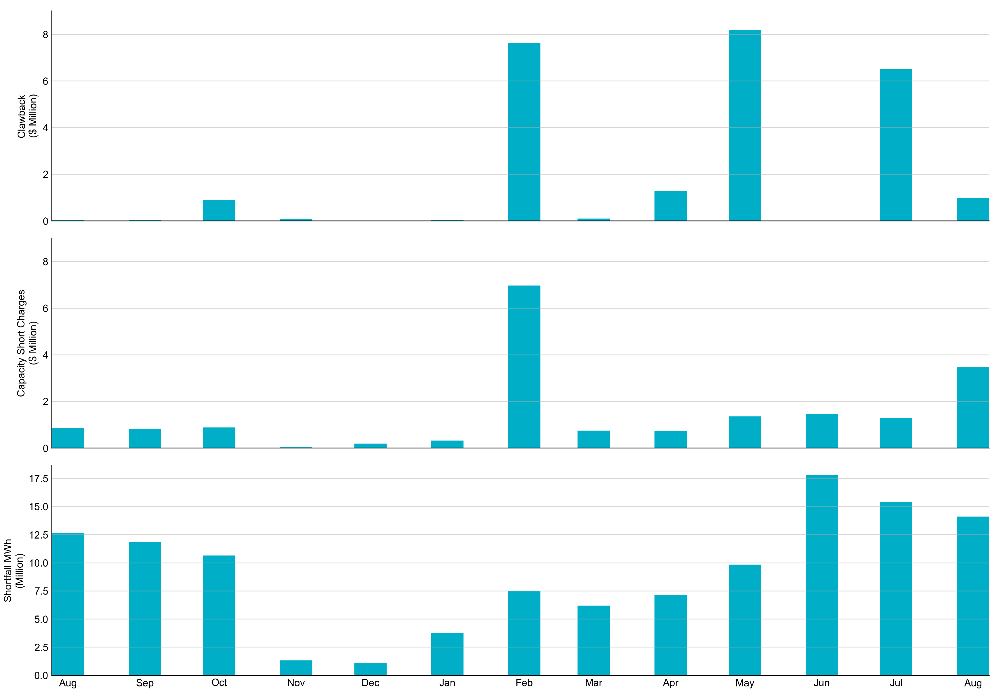 Clawback
($ Million)
8
6
4
2
0
Capacity Short Charges
($ Million)
8
6
4
2
0
Shortfall MWh
(Million)
17.5
15.0
12.5
10.0
7.5
5.0
2.5
0.0
Aug Sep Oct Nov Dec Jan Feb Mar Apr May Jun Jul Aug